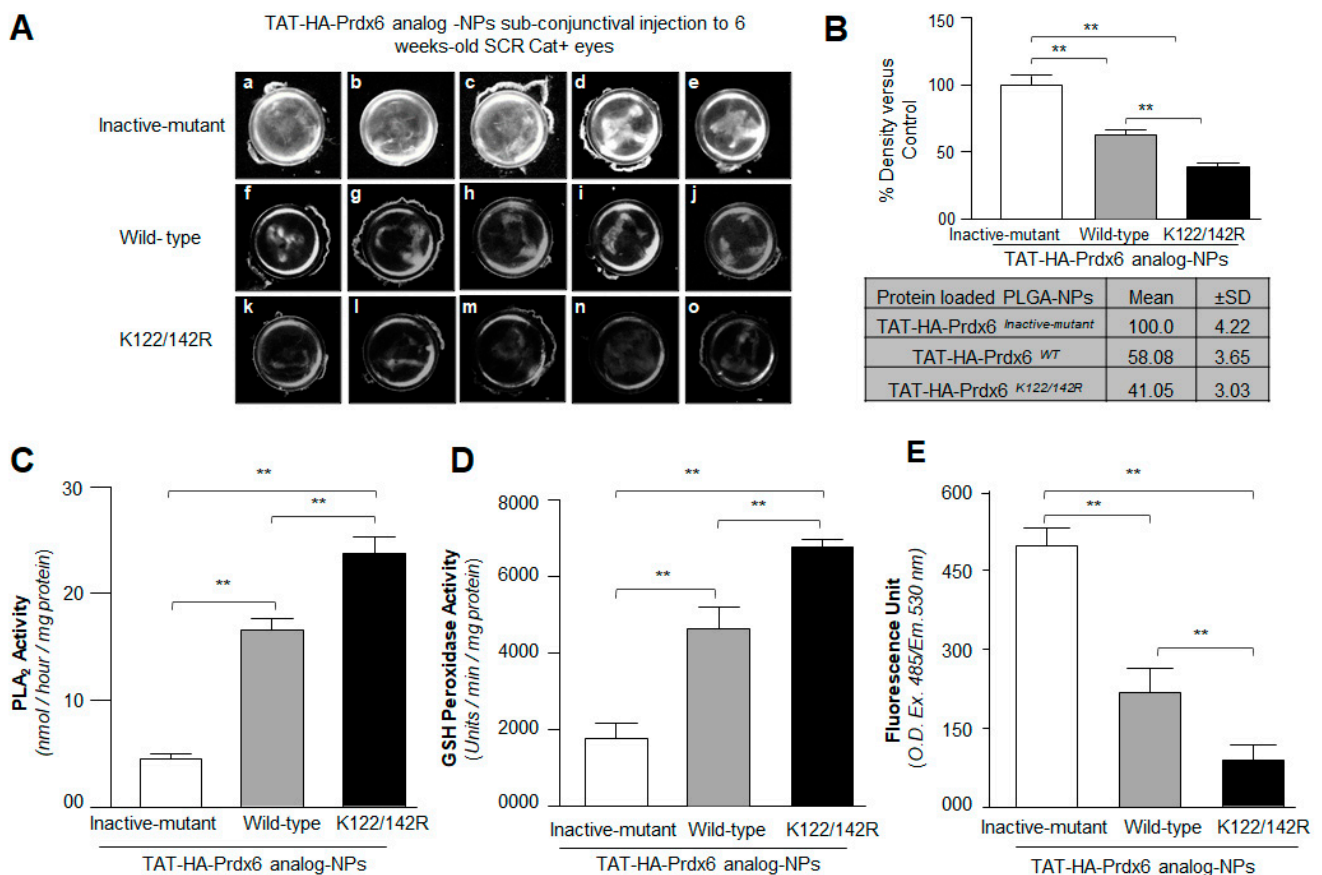 A
TAT-HA-Prdx6 analog -NPs sub-conjunctival injection to 6
weeks-old SCR Cat+ eyes
Inactive-mutant
a b c d e
Wild- type
f g h i j
K122/142R
k l m n o
B
% Density versus
Control
150
100
50
00
**
**
**
Inactive-mutant Wild-type K122/142R
TAT-HA-Prdx6 analog-NPs
Protein loaded PLGA-NPs Mean ±SD
TAT-HA-Prdx6 Inactive-mutant 100.0 4.22
TAT-HA-Prdx6 WT 58.08 3.65
TAT-HA-Prdx6 K122/142R 41.05 3.03
C
PLA2 Activity
(nmol / hour / mg protein)
30
20
10
00
**
**
**
Inactive-mutant Wild-type K122/142R
TAT-HA-Prdx6 analog-NPs
D
GSH Peroxidase Activity
(Units / min / mg protein)
8000
6000
4000
2000
0000
**
**
**
Inactive-mutant Wild-type K122/142R
TAT-HA-Prdx6 analog-NPs
E
Fluorescence Unit
(O.D. Ex. 485/Em.530 nm)
600
450
300
150
000
**
**
**
Inactive-mutant Wild-type K122/142R
TAT-HA-Prdx6 analog-NPs